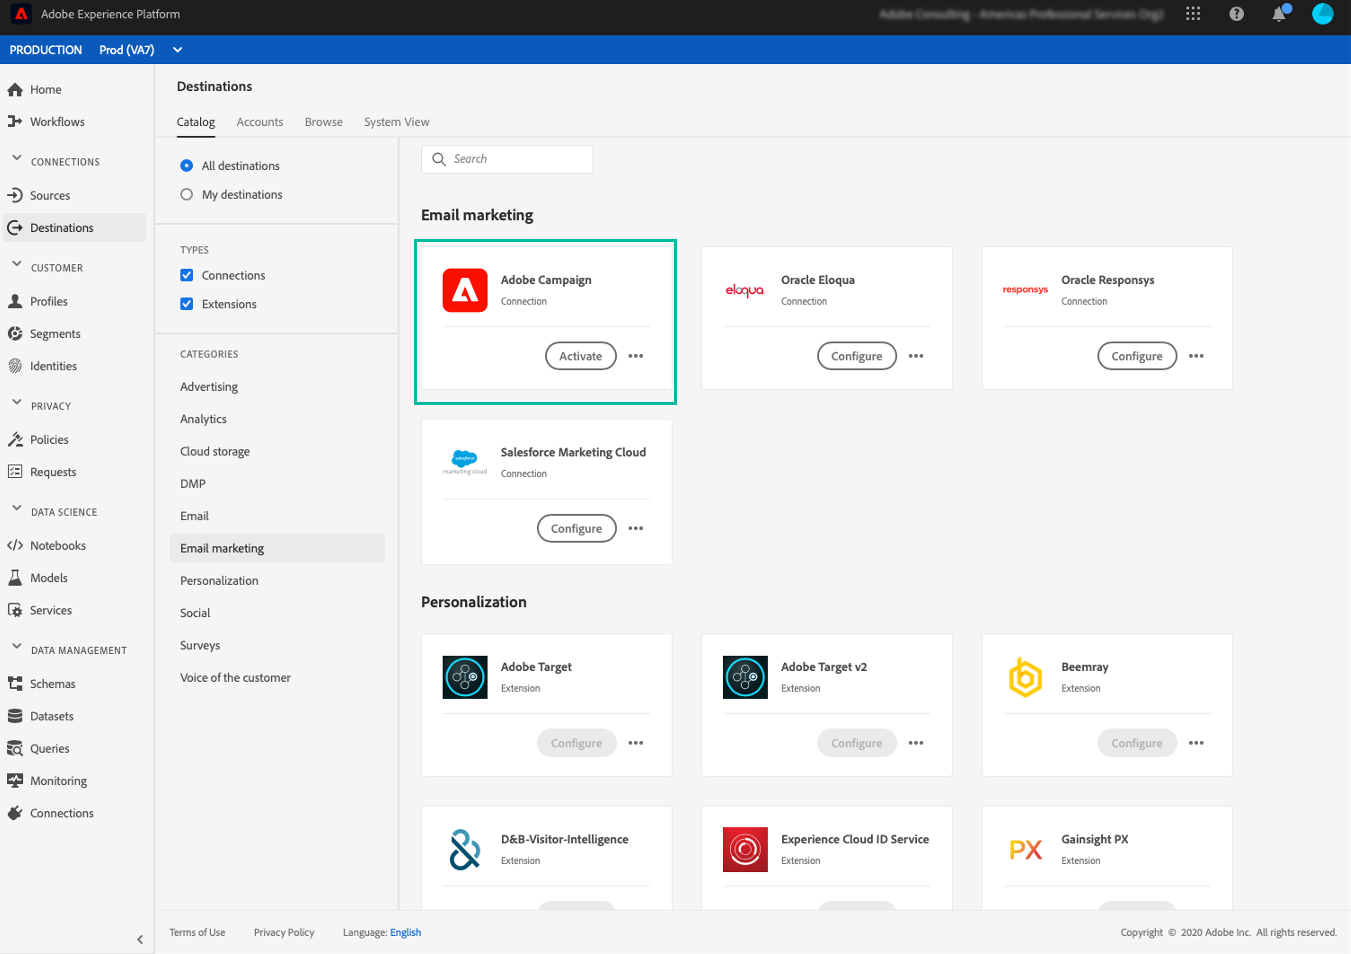 Adobe Experience Platform
PRODUCTION Prod (VA7)
Home
Workflows
CONNECTIONS
Sources
Destinations
CUSTOMER
Profiles
Segments
Identities
PRIVACY
Policies
Requests
DATA SCIENCE
Notebooks
Models
Services
DATA MANAGEMENT
Schemas
Datasets
Queries
Monitoring
Connections
Destinations
Catalog Accounts Browse System View
All destinations
My destinations
TYPES
Connections
Extensions
CATEGORIES
Advertising
Analytics
Cloud storage
DMP
Email
Email marketing
Personalization
Social
Surveys
Voice of the customer
Search
Email marketing
Adobe Campaign
Connection
Activate
eloqua
Oracle Eloqua
Connection
Configure
responsys
Oracle Responsys
Connection
Configure
salesforce
marketing cloud
Salesforce Marketing Cloud
Connection
Configure
Personalization
Adobe Target
Extension
Configure
Adobe Target v2
Extension
Configure
Beemray
Extension
Configure
D&B-Visitor-Intelligence
Extension
Experience Cloud ID Service
Extension
PX
Gainsight PX
Extension
Terms of Use Privacy Policy Language: English
Copyright © 2020 Adobe Inc. All rights reserved.